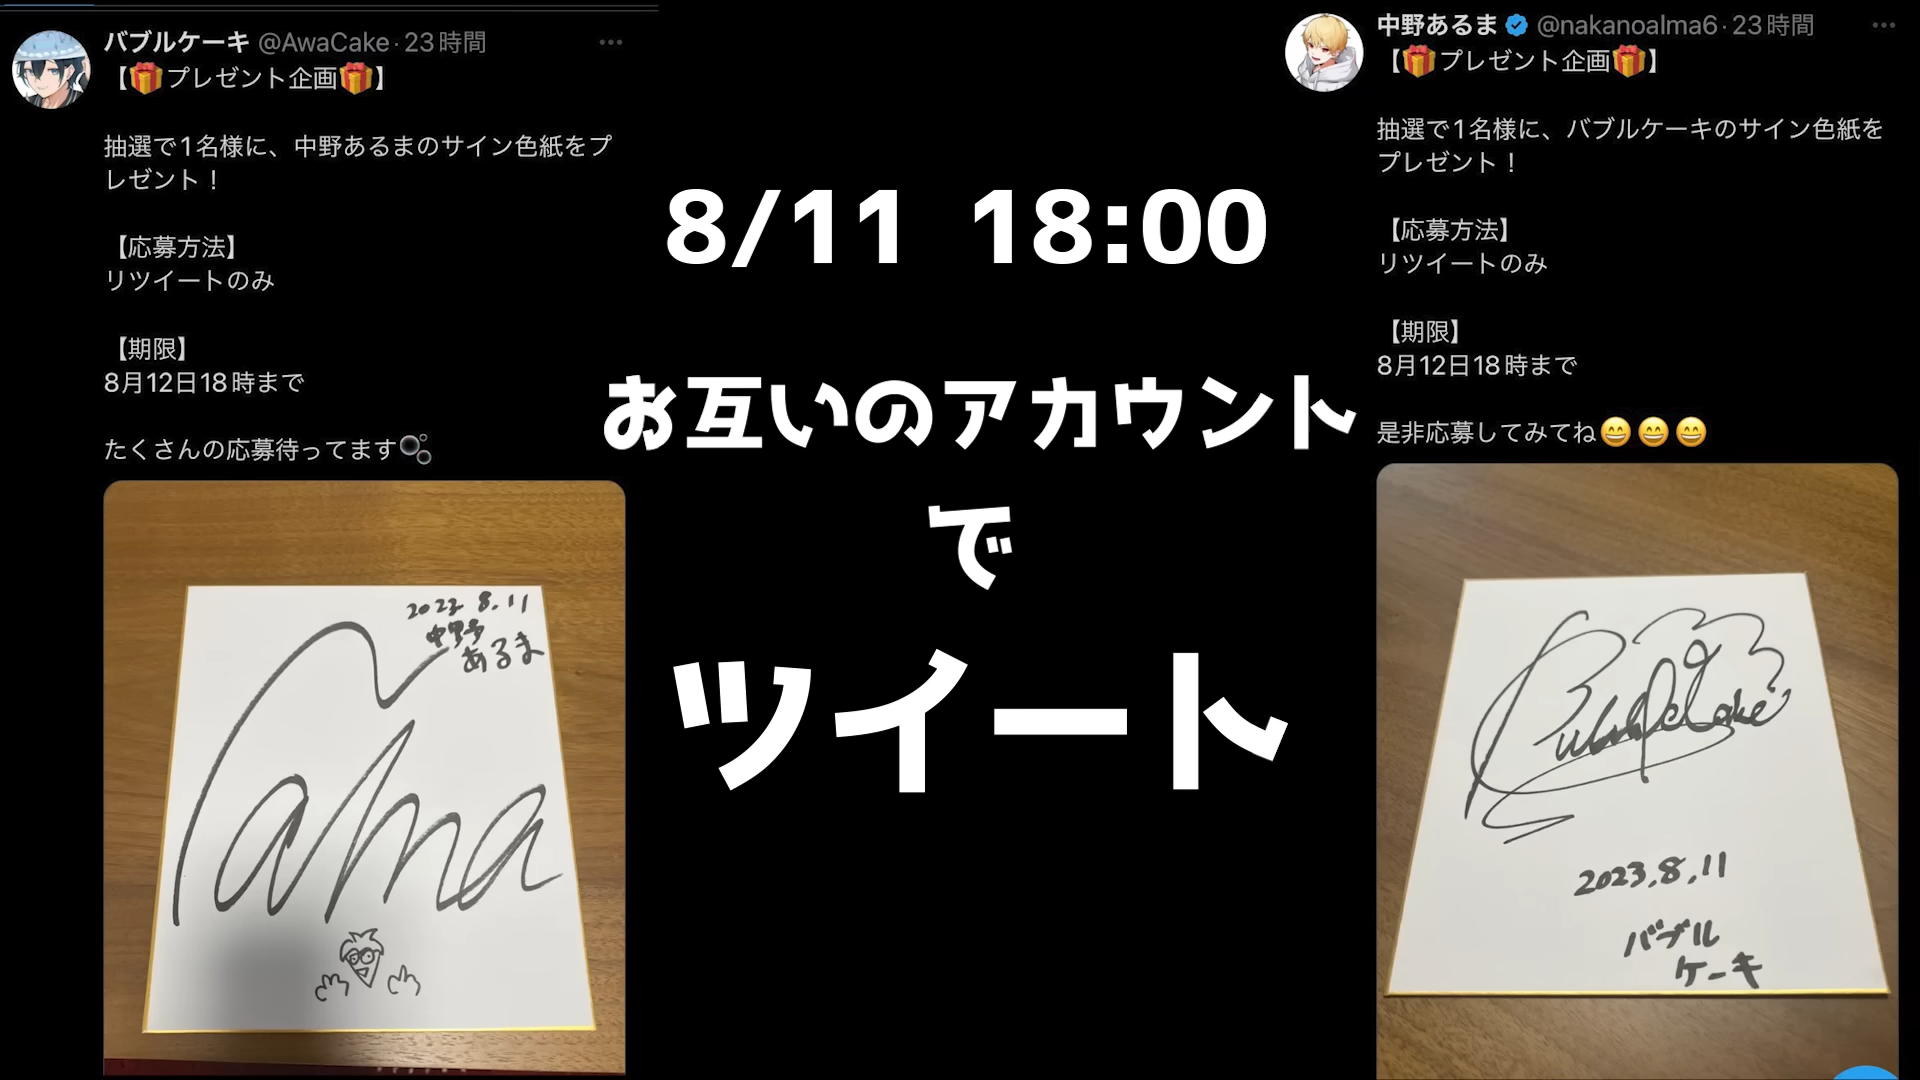 バブルケーキ @AwaCake · 23時間
【🎁プレゼント企画🎁】
抽選で1名様に、中野あるまのサイン色紙をプ
レゼント！
【応募方法】
リツイートのみ
【期限】
8月12日18時まで
たくさんの応募待ってます🫧
2023 8.11
中野
あるま
8/11 18:00
お互いのアカウント
で
ツイート
中野あるま @nakanoalma6 · 23時間
【🎁プレゼント企画🎁】
抽選で1名様に、バブルケーキのサイン色紙を
プレゼント！
【応募方法】
リツイートのみ
【期限】
8月12日18時まで
是非応募してみてね😄😄😄
BubbleCake
2023.8.11
バブル
ケーキ